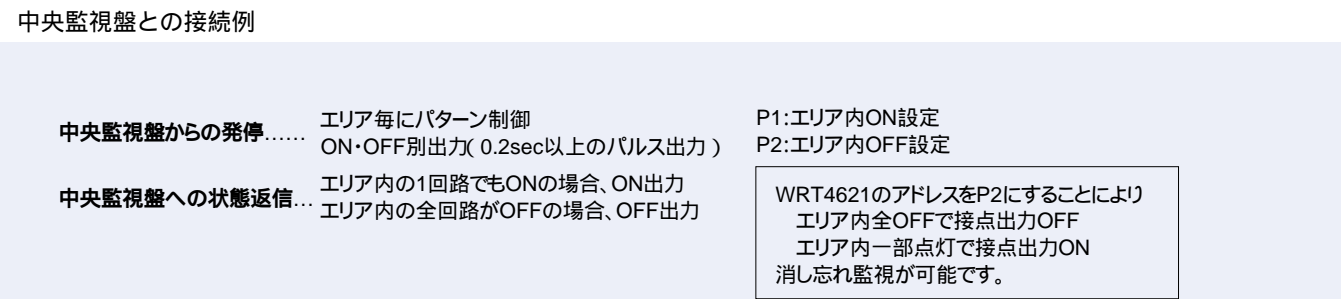 中央監視盤との接続例
中央監視盤からの発停…… エリア毎にパターン制御
ON・OFF別出力(0.2sec以上のパルス出力)
P1:エリア内ON設定
P2:エリア内OFF設定
中央監視盤への状態返信… エリア内の1回路でもONの場合、ON出力
エリア内の全回路がOFFの場合、OFF出力
WRT4621のアドレスをP2にすることにより
エリア内全OFFで接点出力OFF
エリア内一部点灯で接点出力ON
消し忘れ監視が可能です。